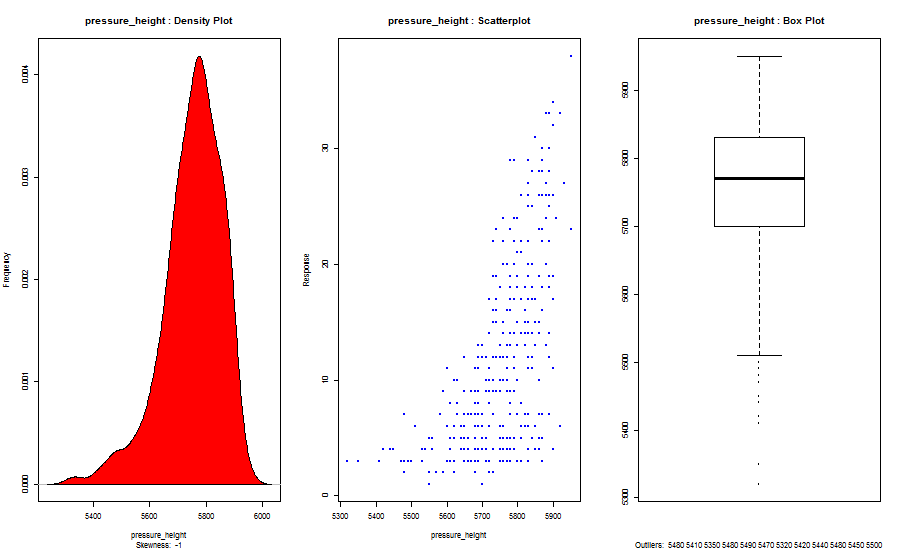 pressure_height : Density Plot
Frequency
0.000 0.001 0.002 0.003 0.004
5400 5600 5800 6000
pressure_height
Skewness: -1
pressure_height : Scatterplot
Response
0 10 20 30
5300 5400 5500 5600 5700 5800 5900
pressure_height
pressure_height : Box Plot
5300 5400 5500 5600 5700 5800 5900
Outliers: 5480 5410 5350 5480 5490 5470 5320 5420 5440 5480 5450 5500